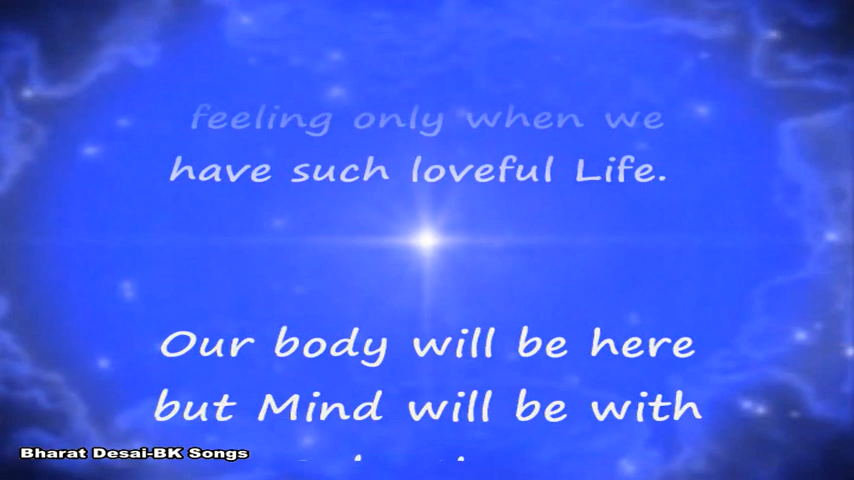 feeling only when we
have such loveful Life.
Our body will be here
but Mind will be with
Bharat Desai-BK Songs